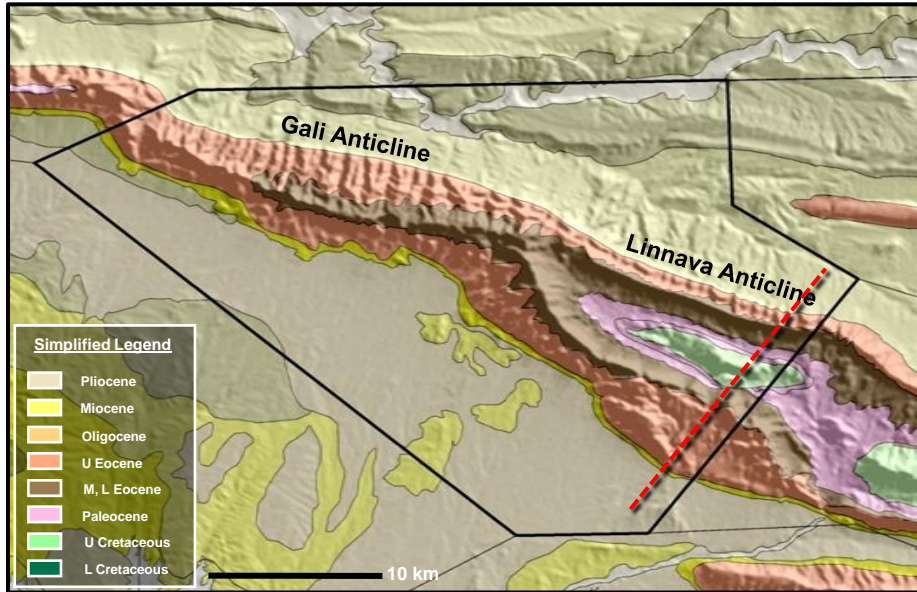 Gali Anticline
Linnava Anticline
Simplified Legend
Pliocene
Miocene
Oligocene
U Eocene
M, L Eocene
Paleocene
U Cretaceous
L Cretaceous
10 km